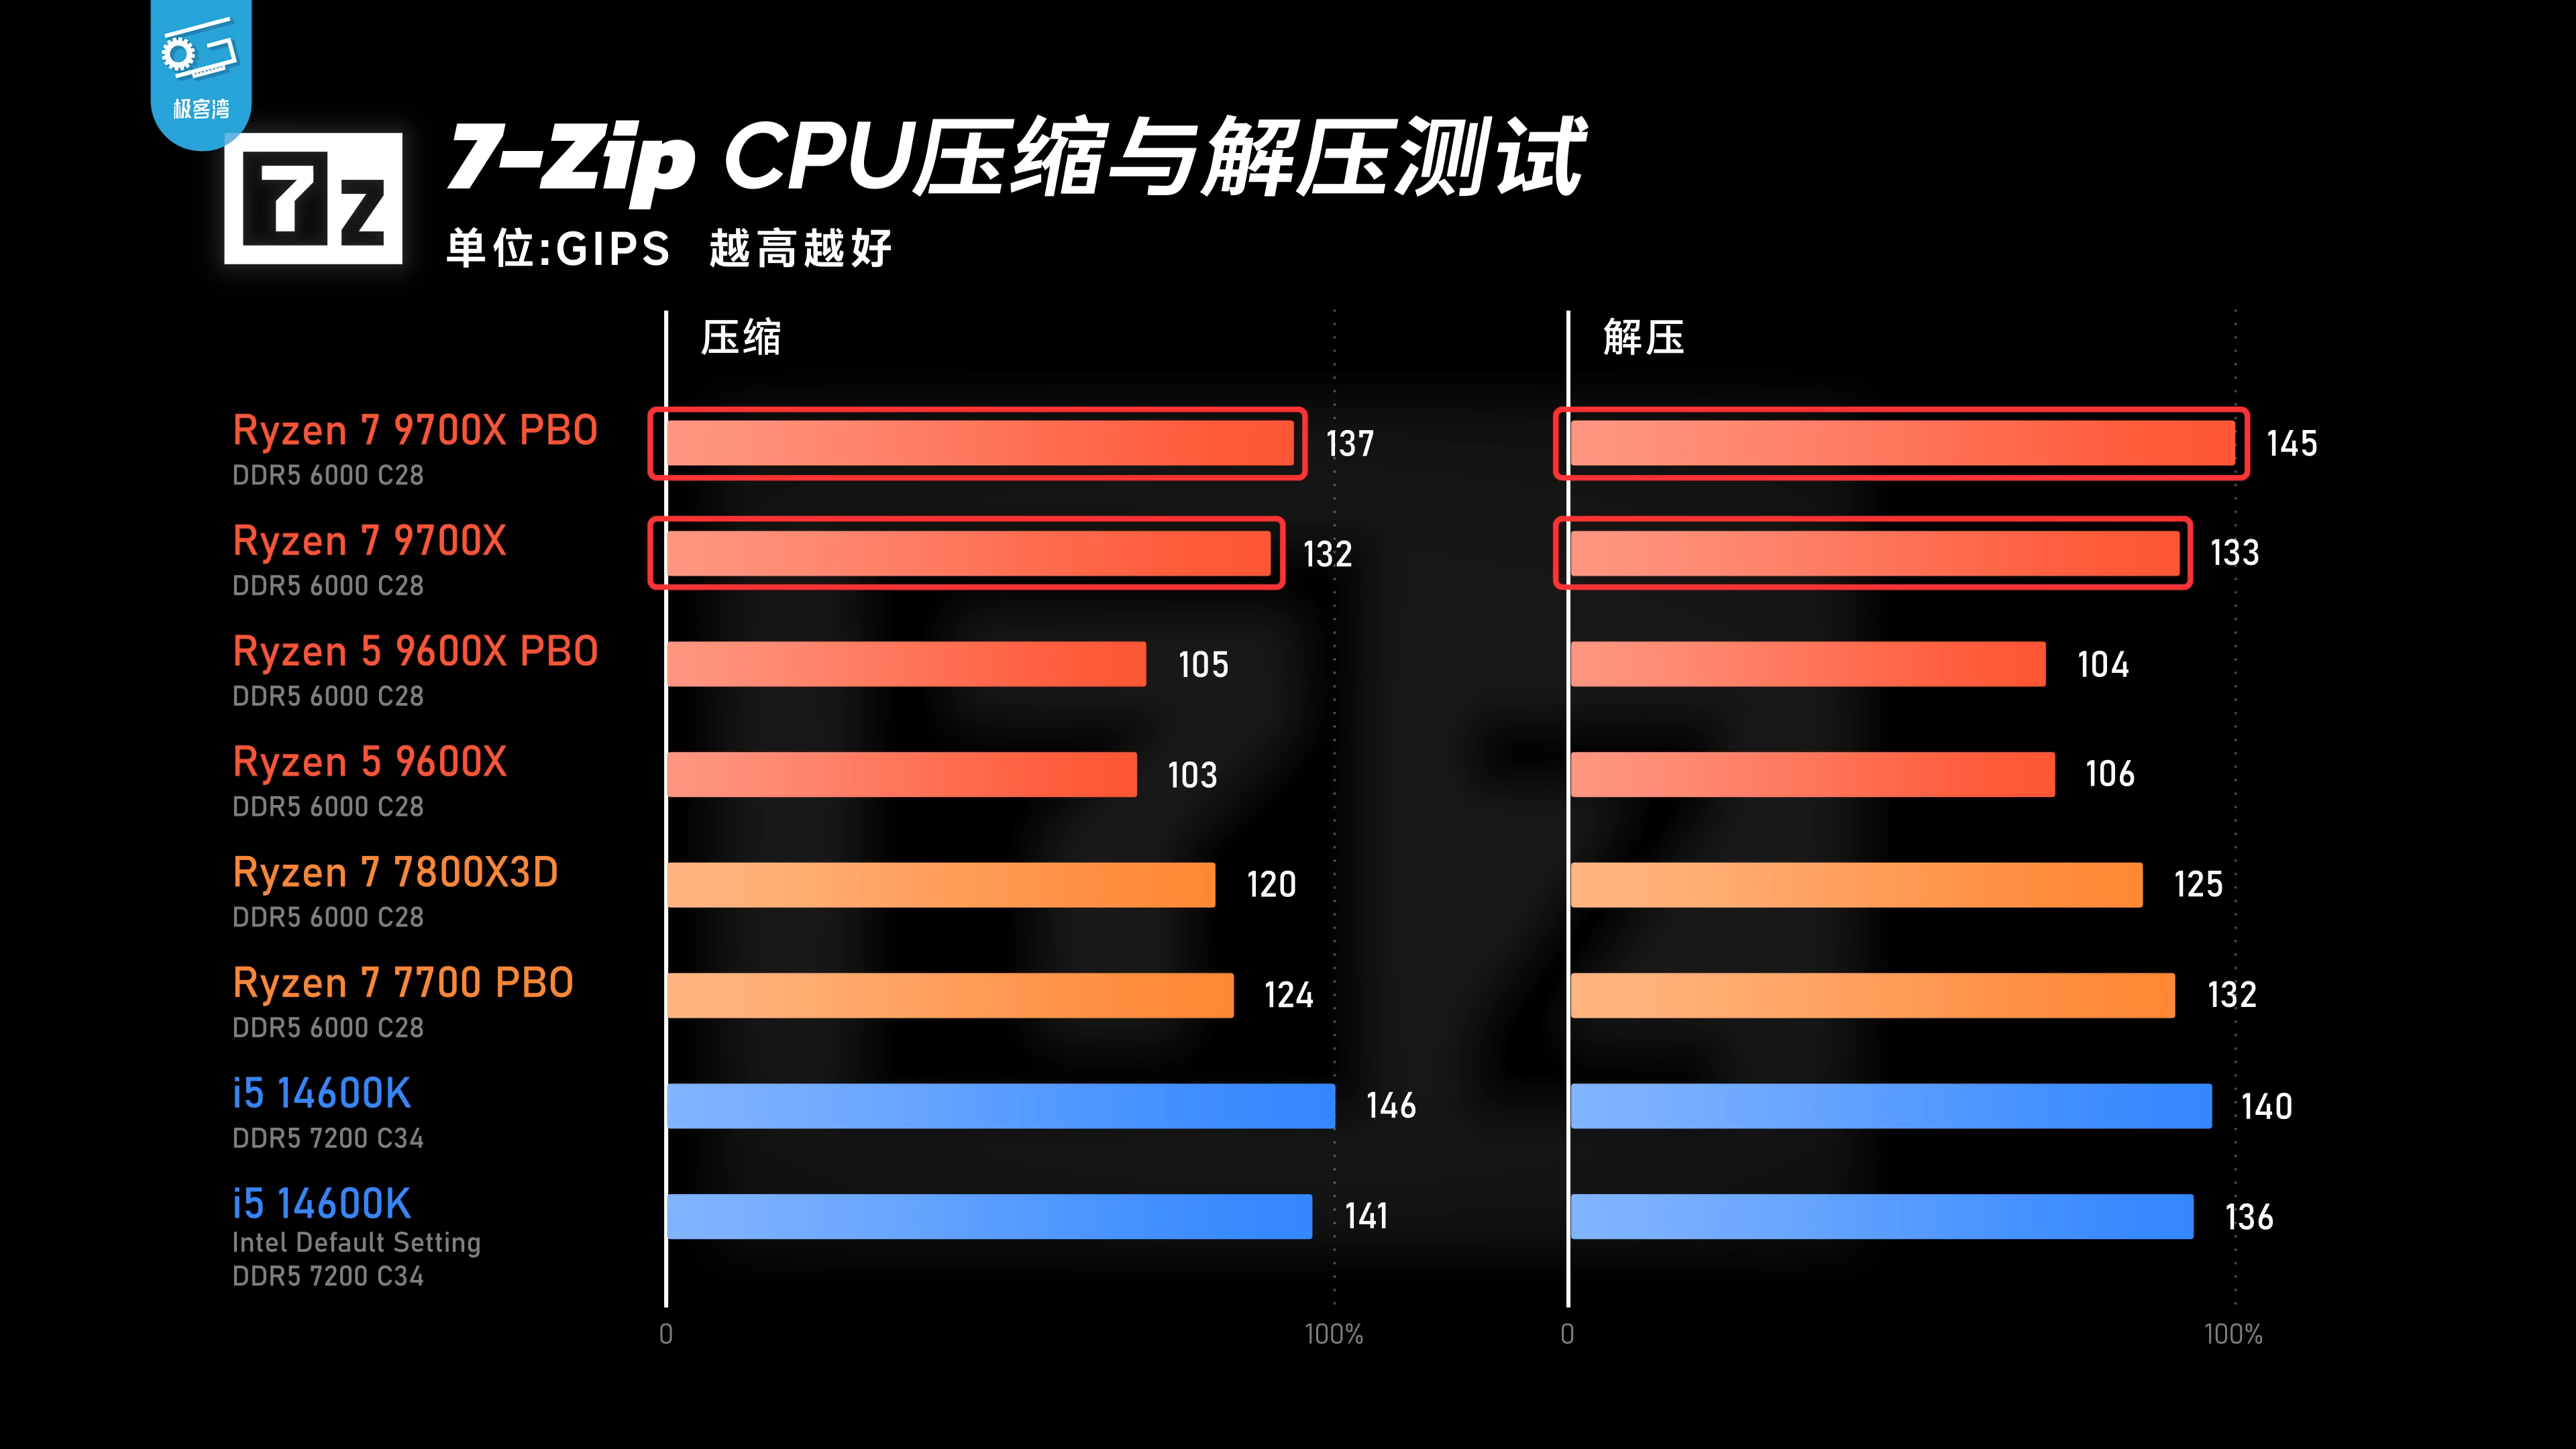 极客湾
7z
7-Zip CPU压缩与解压测试
单位:GIPS 越高越好
压缩
解压
Ryzen 7 9700X PBO
DDR5 6000 C28
137
145
Ryzen 7 9700X
DDR5 6000 C28
132
133
Ryzen 5 9600X PBO
DDR5 6000 C28
105
104
Ryzen 5 9600X
DDR5 6000 C28
103
106
Ryzen 7 7800X3D
DDR5 6000 C28
120
125
Ryzen 7 7700 PBO
DDR5 6000 C28
124
132
i5 14600K
DDR5 7200 C34
146
140
i5 14600K
Intel Default Setting
DDR5 7200 C34
141
136
0
100%
0
100%